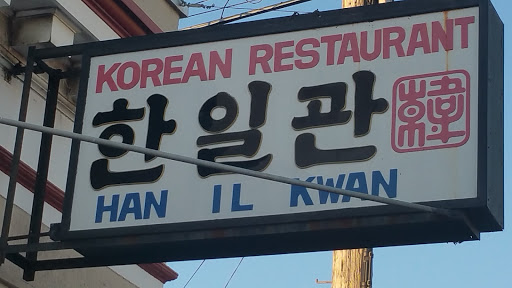 KOREAN RESTAURANT
한일관 韓
HAN IL KWAN